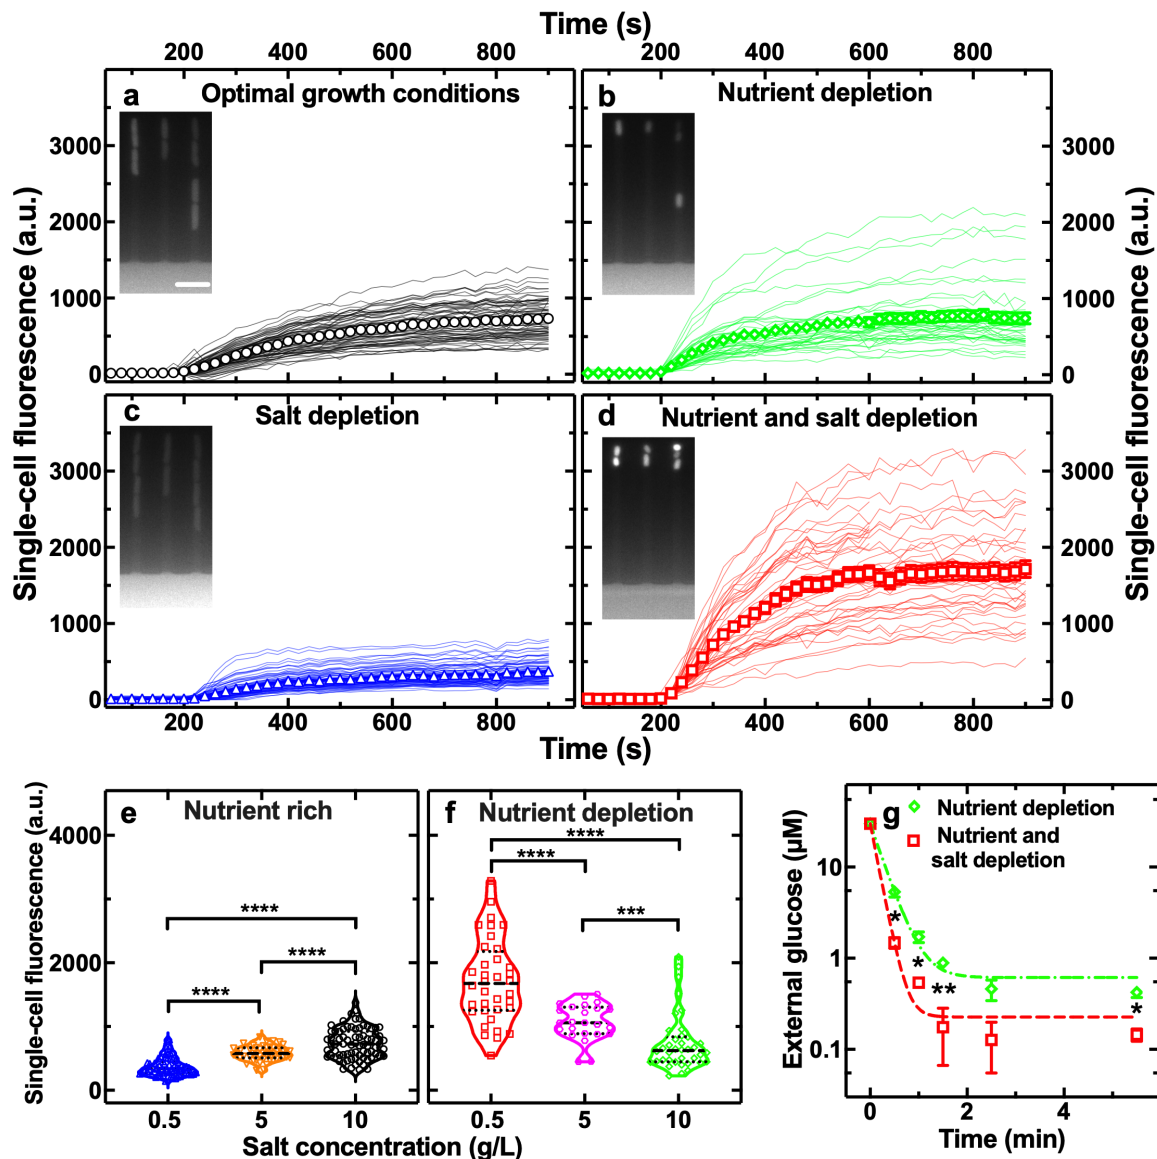 Time (s)
200 400 600 800 200 400 600 800
a Optimal growth conditions
b Nutrient depletion
3000
2000
1000
0
3000
2000
1000
0
Single-cell fluorescence (a.u.)
Single-cell fluorescence (a.u.)
c Salt depletion
d Nutrient and salt depletion
3000
2000
1000
0
3000
2000
1000
0
200 400 600 800 200 400 600 800
Time (s)
e Nutrient rich
f Nutrient depletion
Single-cell fluorescence (a.u.)
4000
2000
0
****
****
****
****
****
***
0.5 5 10 0.5 5 10
Salt concentration (g/L)
g Nutrient depletion
Nutrient and
salt depletion
External glucose (µM)
10
1
0.1
*
*
**
*
0 2 4
Time (min)